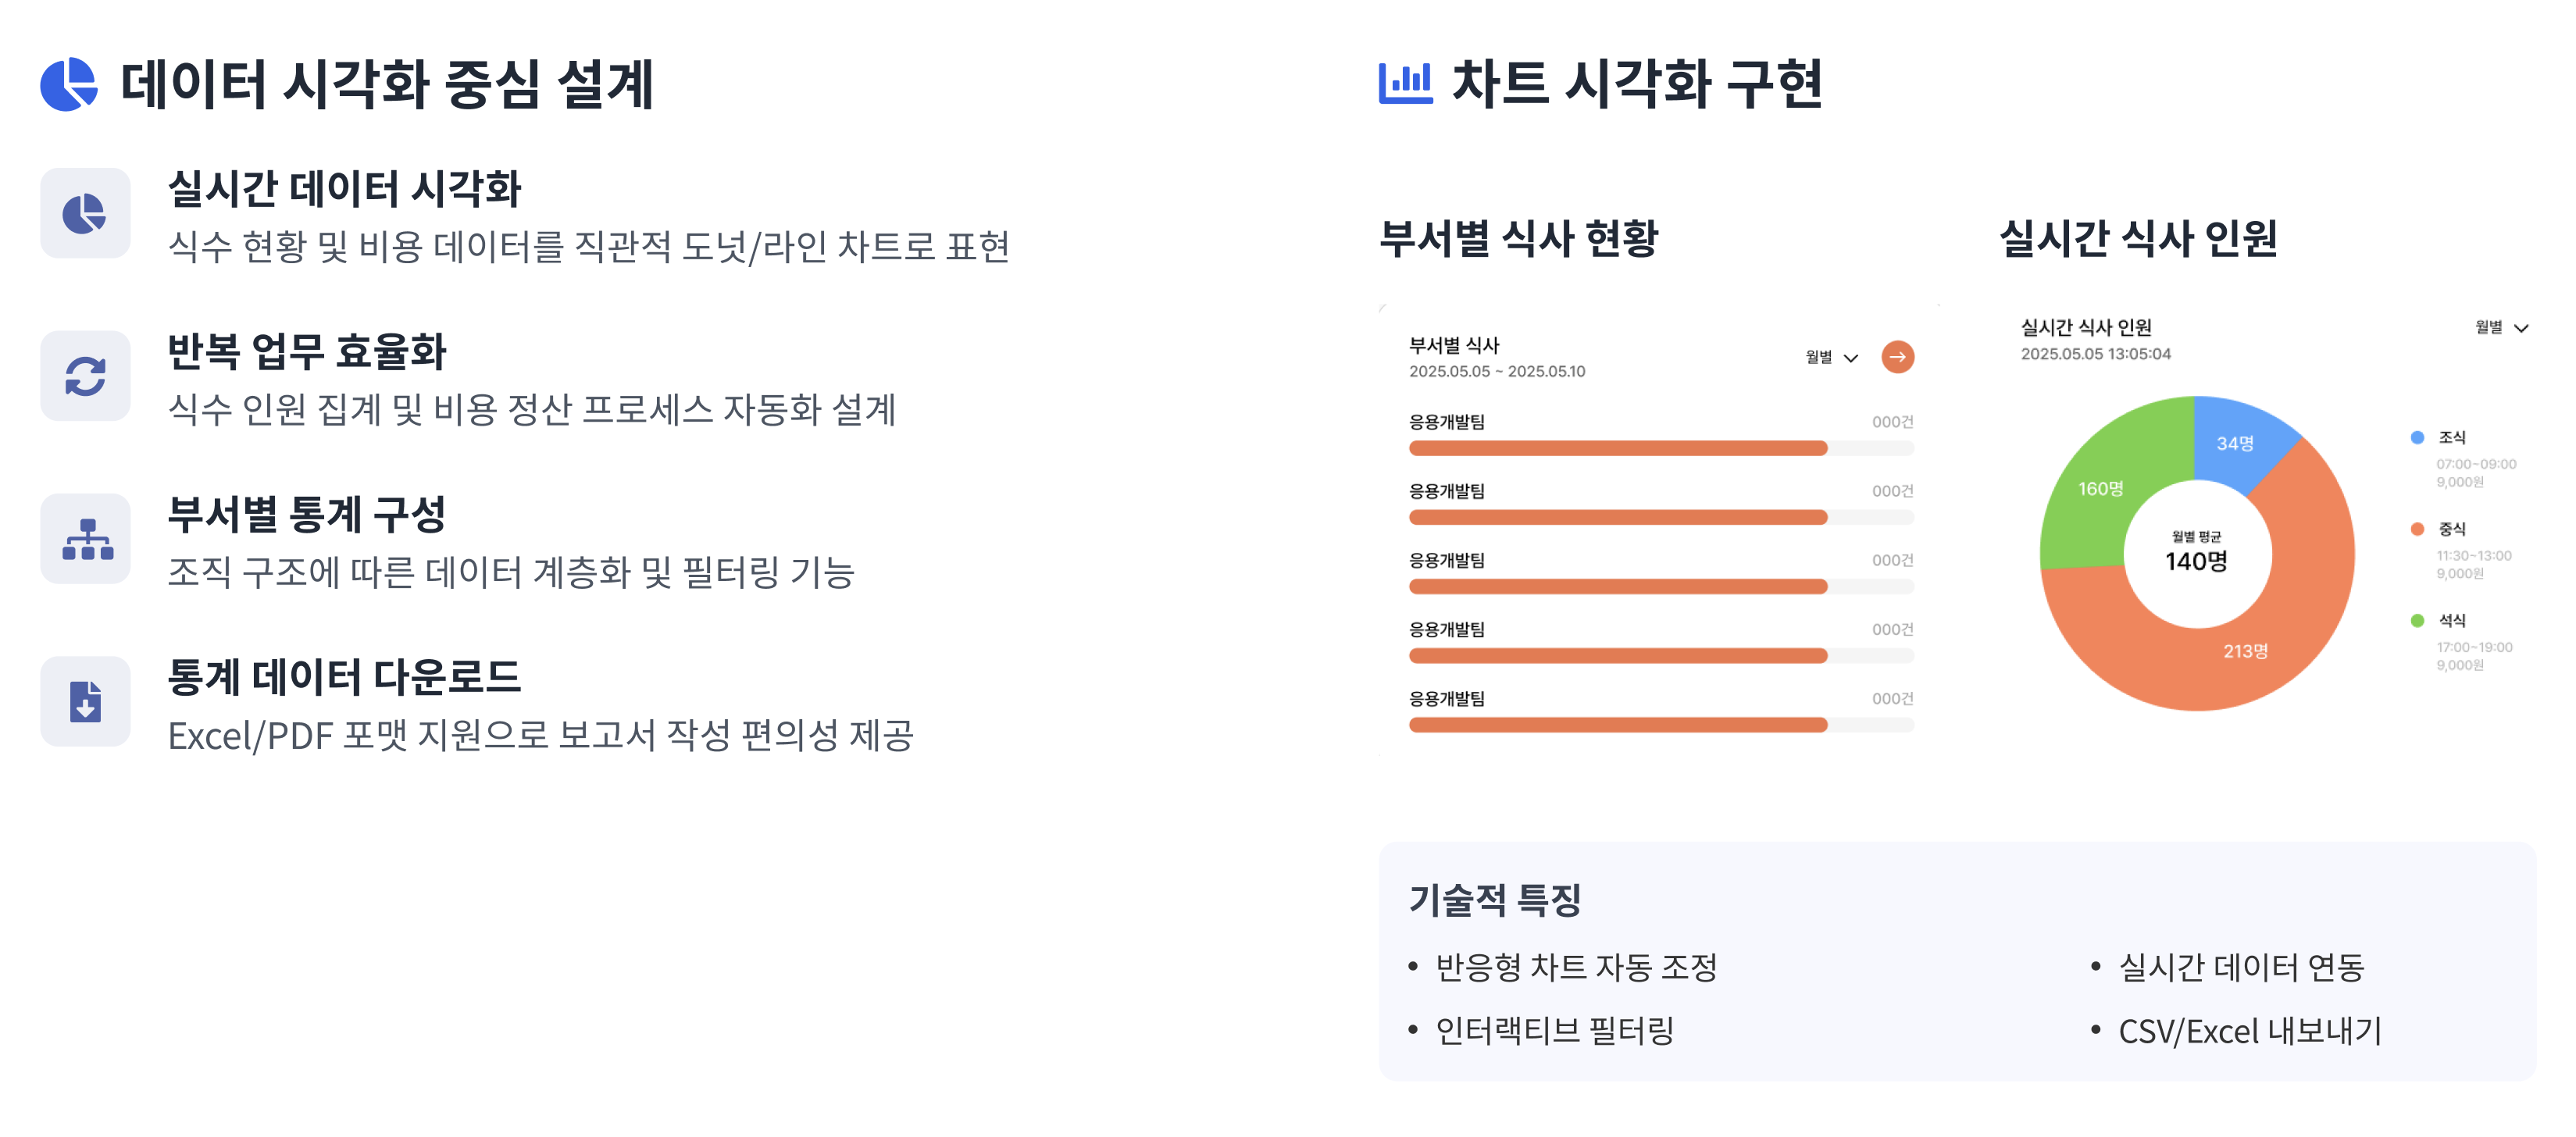 데이터 시각화 중심 설계
실시간 데이터 시각화
식수 현황 및 비용 데이터를 직관적 도넛/라인 차트로 표현
반복 업무 효율화
식수 인원 집계 및 비용 정산 프로세스 자동화 설계
부서별 통계 구성
조직 구조에 따른 데이터 계층화 및 필터링 기능
통계 데이터 다운로드
Excel/PDF 포맷 지원으로 보고서 작성 편의성 제공
차트 시각화 구현
부서별 식사 현황
부서별 식사
2025.05.05 ~ 2025.05.10
월별
응용개발팀 000건
응용개발팀 000건
응용개발팀 000건
응용개발팀 000건
응용개발팀 000건
실시간 식사 인원
실시간 식사 인원
2025.05.05 13:05:04
월별
34명
160명
213명
월별 평균
140명
조식
07:00~09:00
9,000원
중식
11:30~13:00
9,000원
석식
17:00~19:00
9,000원
기술적 특징
• 반응형 차트 자동 조정
• 실시간 데이터 연동
• 인터랙티브 필터링
• CSV/Excel 내보내기